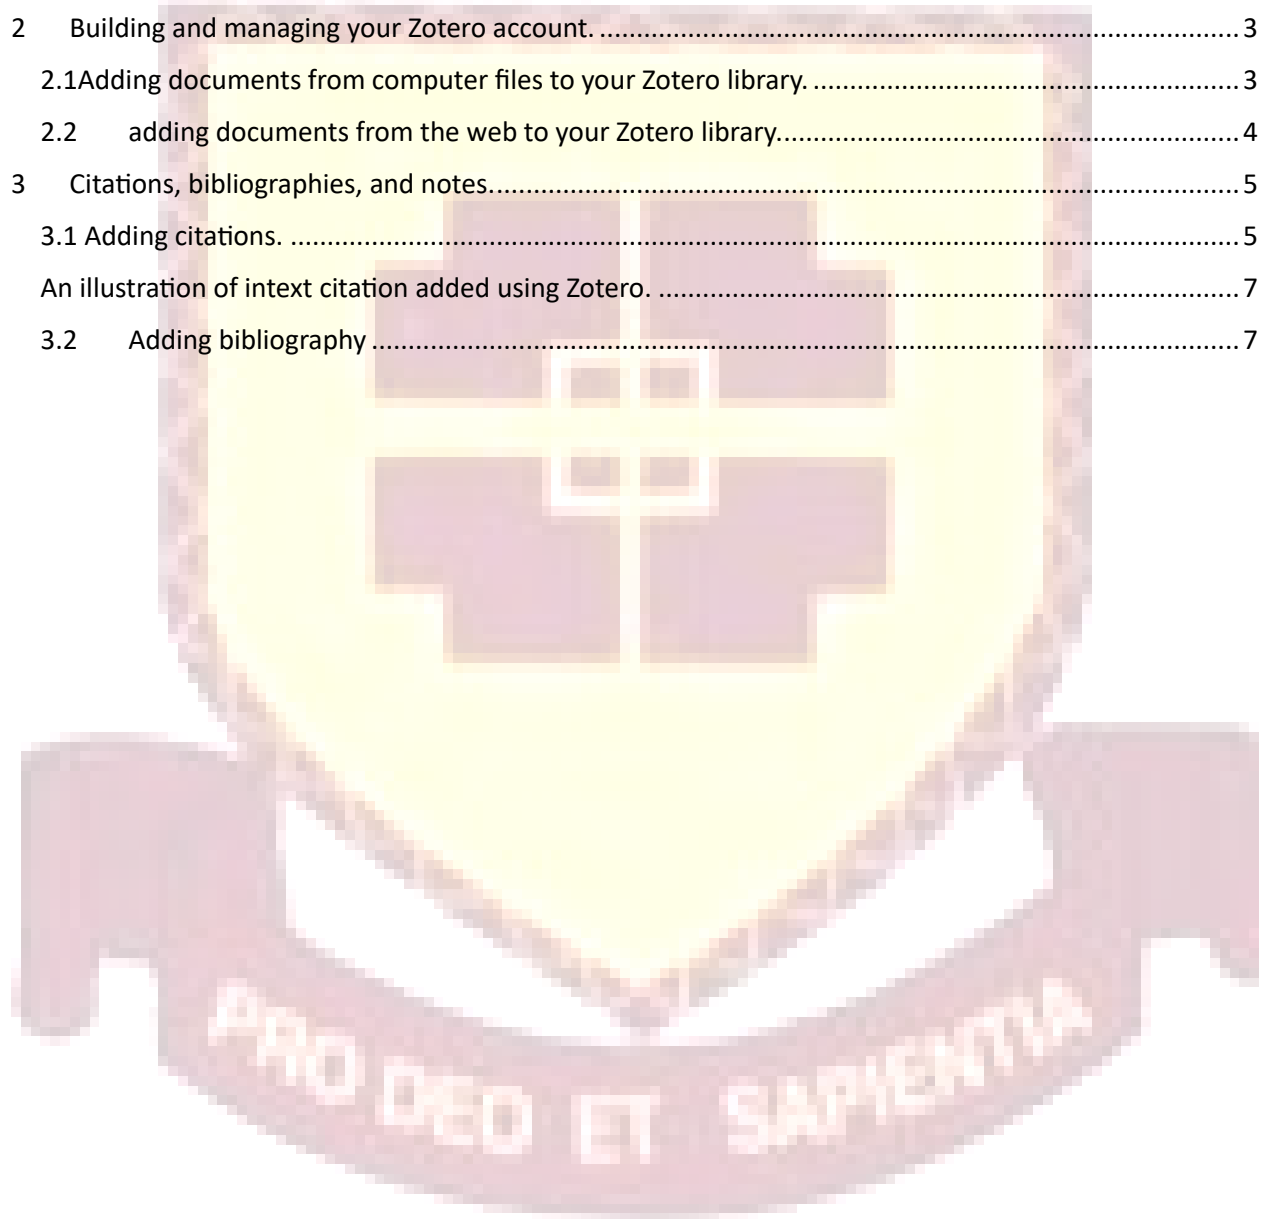 2 Building and managing your Zotero account. ........ 3
2.1Adding documents from computer files to your Zotero library. ........ 3
2.2 adding documents from the web to your Zotero library. ........ 4
3 Citations, bibliographies, and notes. ........ 5
3.1 Adding citations. ........ 5
An illustration of intext citation added using Zotero. ........ 7
3.2 Adding bibliography ........ 7
PRO DEO ET SAPIENTIA